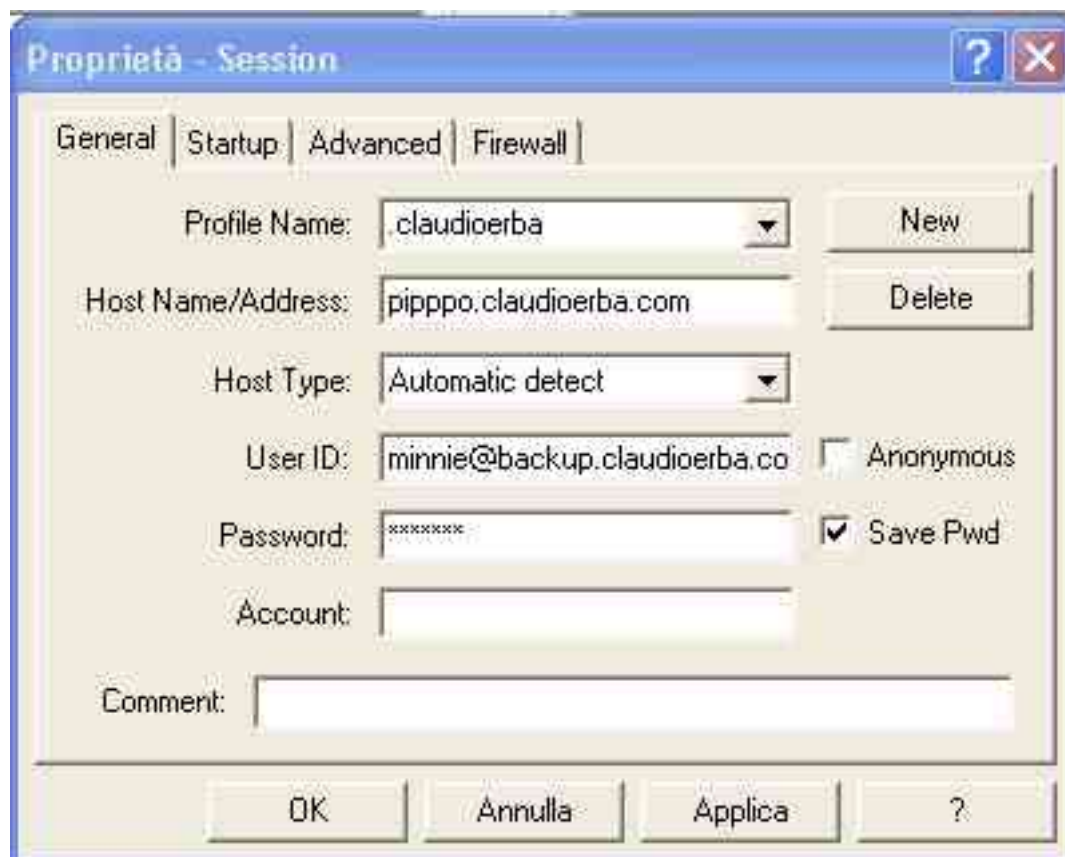 Proprietà - Session
General Startup Advanced Firewall
Profile Name: .claudioerba New
Host Name/Address: pipppo.claudioerba.com Delete
Host Type: Automatic detect
User ID: minnie@backup.claudioerba.co Anonymous
Password: ******* Save Pwd
Account:
Comment:
OK Annulla Applica ?